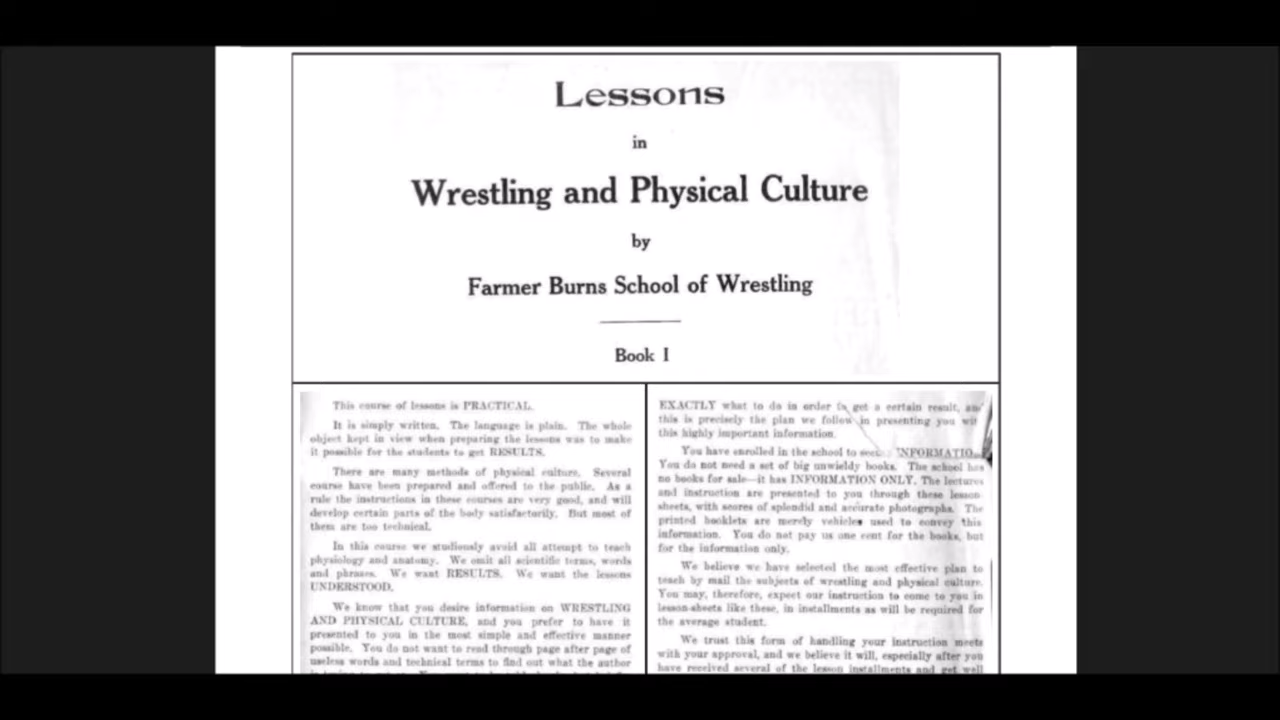 Lessons
in
Wrestling and Physical Culture
by
Farmer Burns School of Wrestling
Book I
This course of lessons is PRACTICAL.
It is simply written. The language is plain. The whole
object kept in view when preparing the lessons was to make
it possible for the students to get RESULTS.
There are many methods of physical culture. Several
course have been prepared and offered to the public. As a
rule the instructions in these courses are very good, and will
develop certain parts of the body satisfactorily. But most of
them are too technical.
In this course we studiously avoid all attempt to teach
physiology and anatomy. We omit all scientific terms, words
and phrases. We want RESULTS. We want the lessons
UNDERSTOOD.
We know that you desire information on WRESTLING
AND PHYSICAL CULTURE, and you prefer to have it
presented to you in the most simple and effective manner
possible. You do not want to read through page after page of
useless words and technical terms to find out what the author
EXACTLY what to do in order to get a certain result, and
this is precisely the plan we follow in presenting you wit
this highly important information.
You have enrolled in the school to INFORMATIO
You do not need a set of big unwieldy books. The school has
no books for sale—it has INFORMATION ONLY. The lectures
and instruction are presented to you through these lesson
sheets, with scores of splendid and accurate photographs. The
printed booklets are merely vehicles used to convey this
information. You do not pay us one cent for the books, but
for the information only.
We believe we have selected the most effective plan to
teach by mail the subjects of wrestling and physical culture.
You may, therefore, expect our instruction to come to you in
lesson-sheets like these, in installments as will be required for
the average student.
We trust this form of handling your instruction meets
with your approval, and we believe it will, especially after you
have received several of the lesson installments and get well